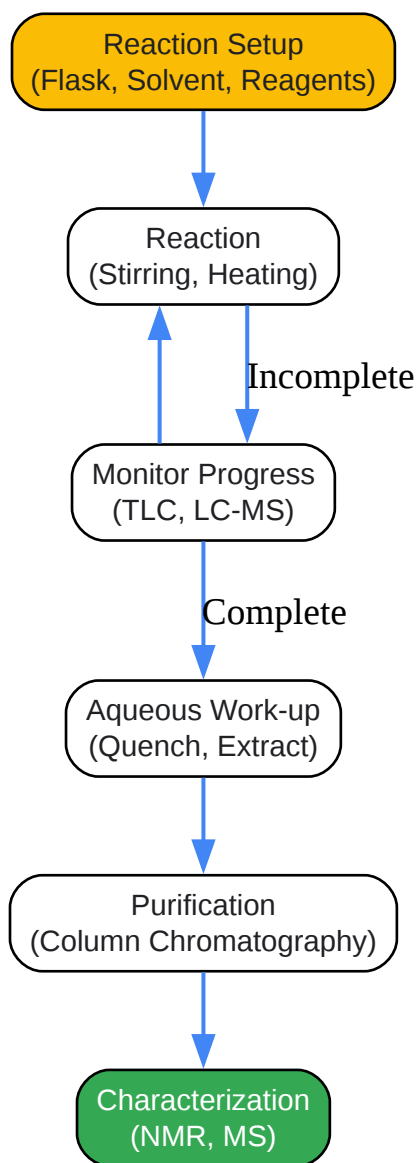 Reaction Setup
(Flask, Solvent, Reagents)
Reaction
(Stirring, Heating)
Incomplete
Monitor Progress
(TLC, LC-MS)
Complete
Aqueous Work-up
(Quench, Extract)
Purification
(Column Chromatography)
Characterization
(NMR, MS)